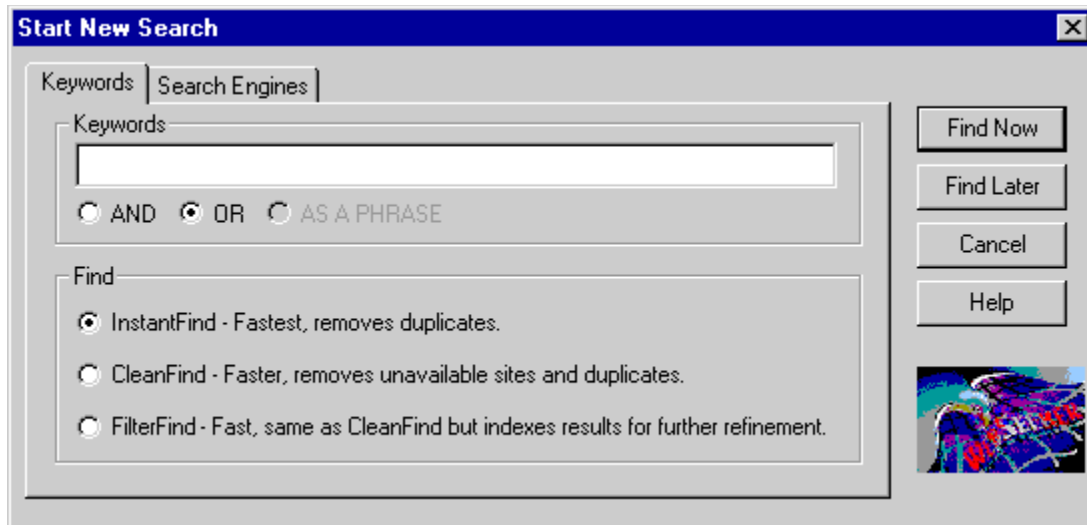 Start New Search
Keywords Search Engines
Keywords
AND OR AS A PHRASE
Find
InstantFind - Fastest, removes duplicates.
CleanFind - Faster, removes unavailable sites and duplicates.
FilterFind - Fast, same as CleanFind but indexes results for further refinement.
Find Now
Find Later
Cancel
Help